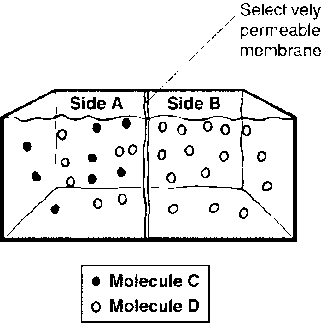 Select vely
permeable
membrane
Side A
Side B
Molecule C
Molecule D